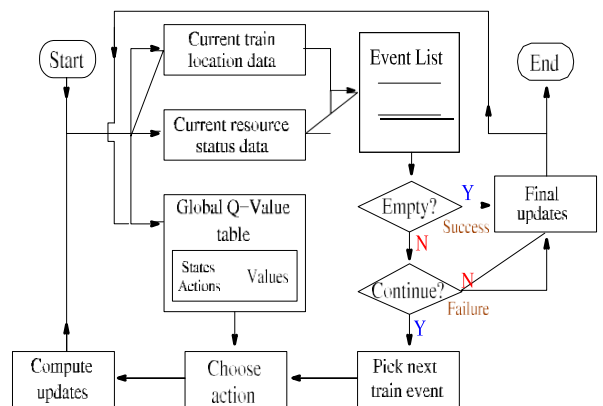 Start
Current train
location data
Current resource
status data
Global Q-Value
table
States
Actions
Values
Event List
Empty?
Y
Success
N
Continue?
N
Failure
Y
Final
updates
End
Compute
updates
Choose
action
Pick next
train event